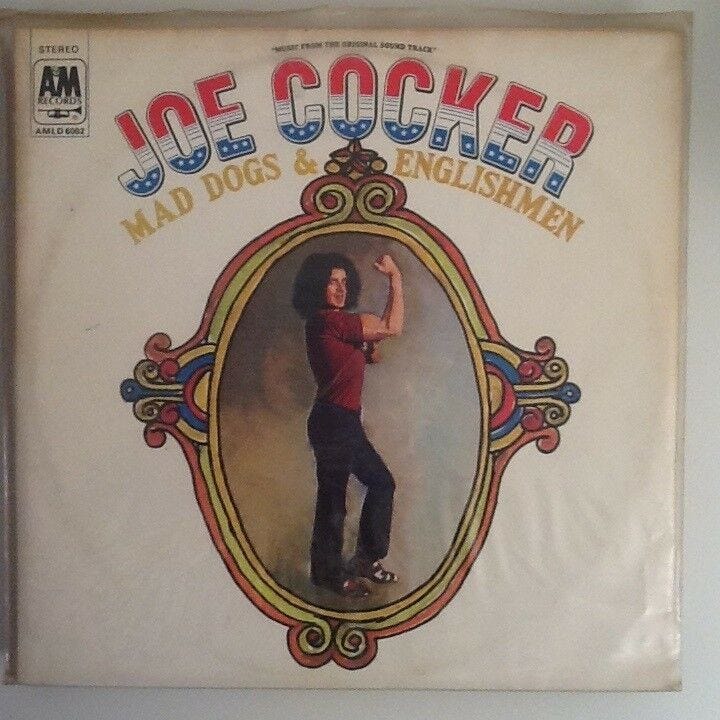 STEREO
"MUSIC FROM THE ORIGINAL SOUND TRACK"
A&M
RECORDS
AMLD 6002
JOE COCKER
MAD DOGS & ENGLISHMEN